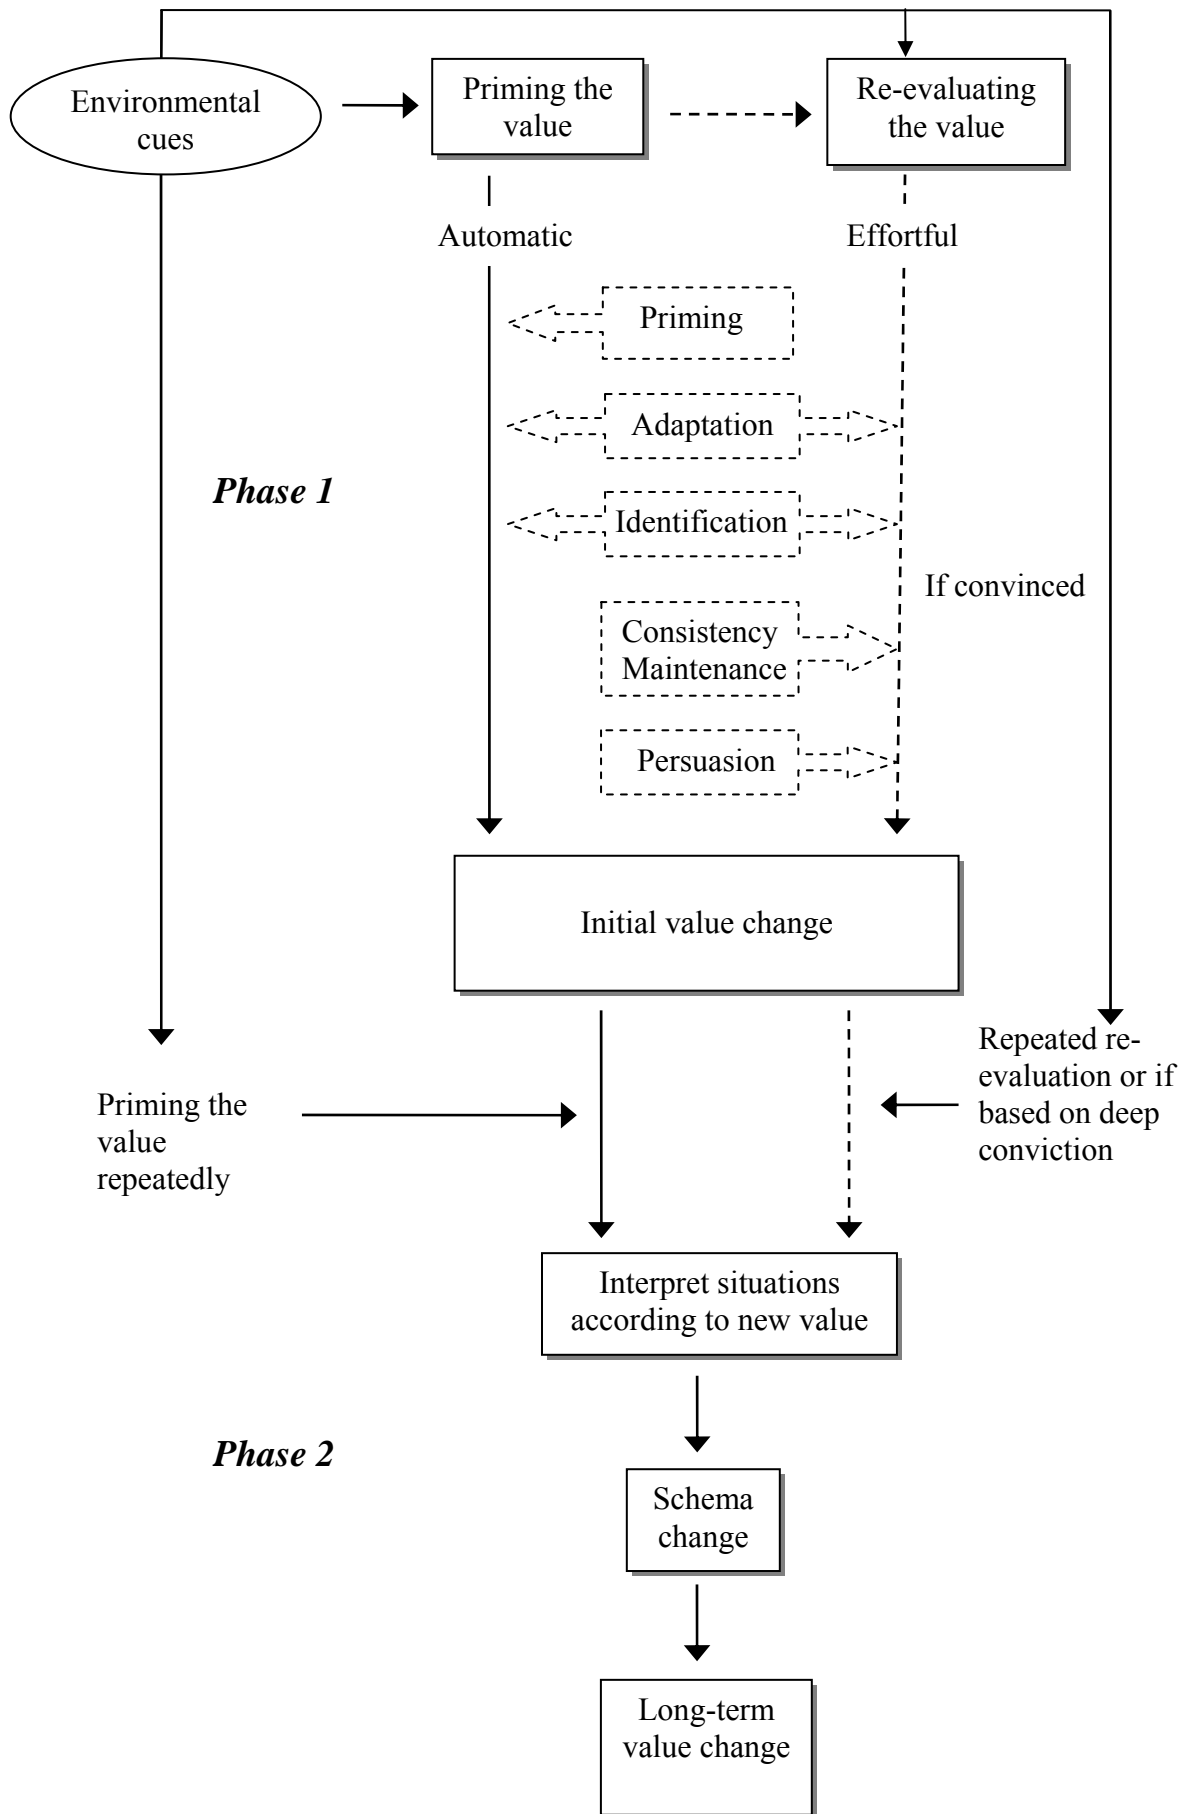 Environmental
cues
Priming the
value
Re-evaluating
the value
Automatic
Effortful
Priming
Adaptation
Phase 1
Identification
If convinced
Consistency
Maintenance
Persuasion
Initial value change
Priming the
value
repeatedly
Repeated re-
evaluation or if
based on deep
conviction
Interpret situations
according to new value
Phase 2
Schema
change
Long-term
value change